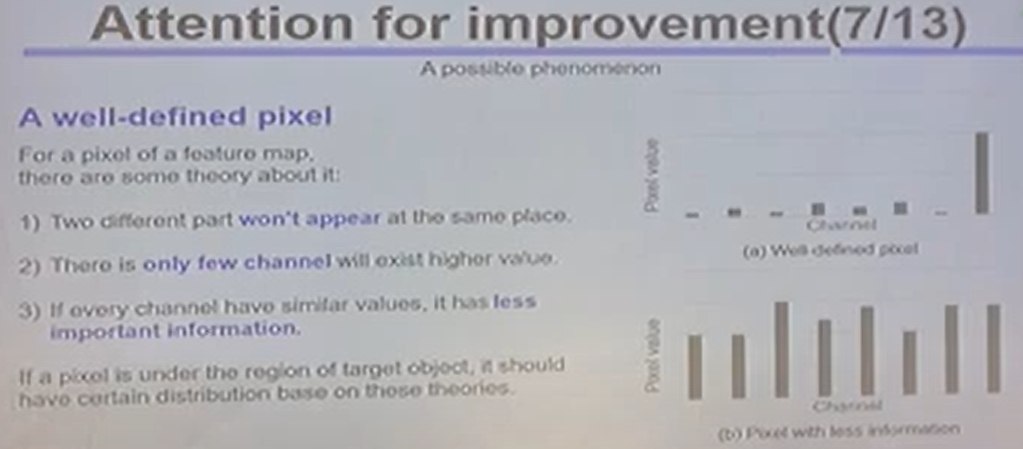 Attention for improvement(7/13)
A possible phenomenon
A well-defined pixel
For a pixel of a feature map,
there are some theory about it:
1) Two different part won't appear at the same place.
2) There is only few channel will exist higher value.
3) If every channel have similar values, it has less
important information.
If a pixel is under the region of target object, it should
have certain distribution base on those theories.
Pixel value
Channel
(a) Well-defined pixel
Pixel value
Channel
(b) Pixel with less information